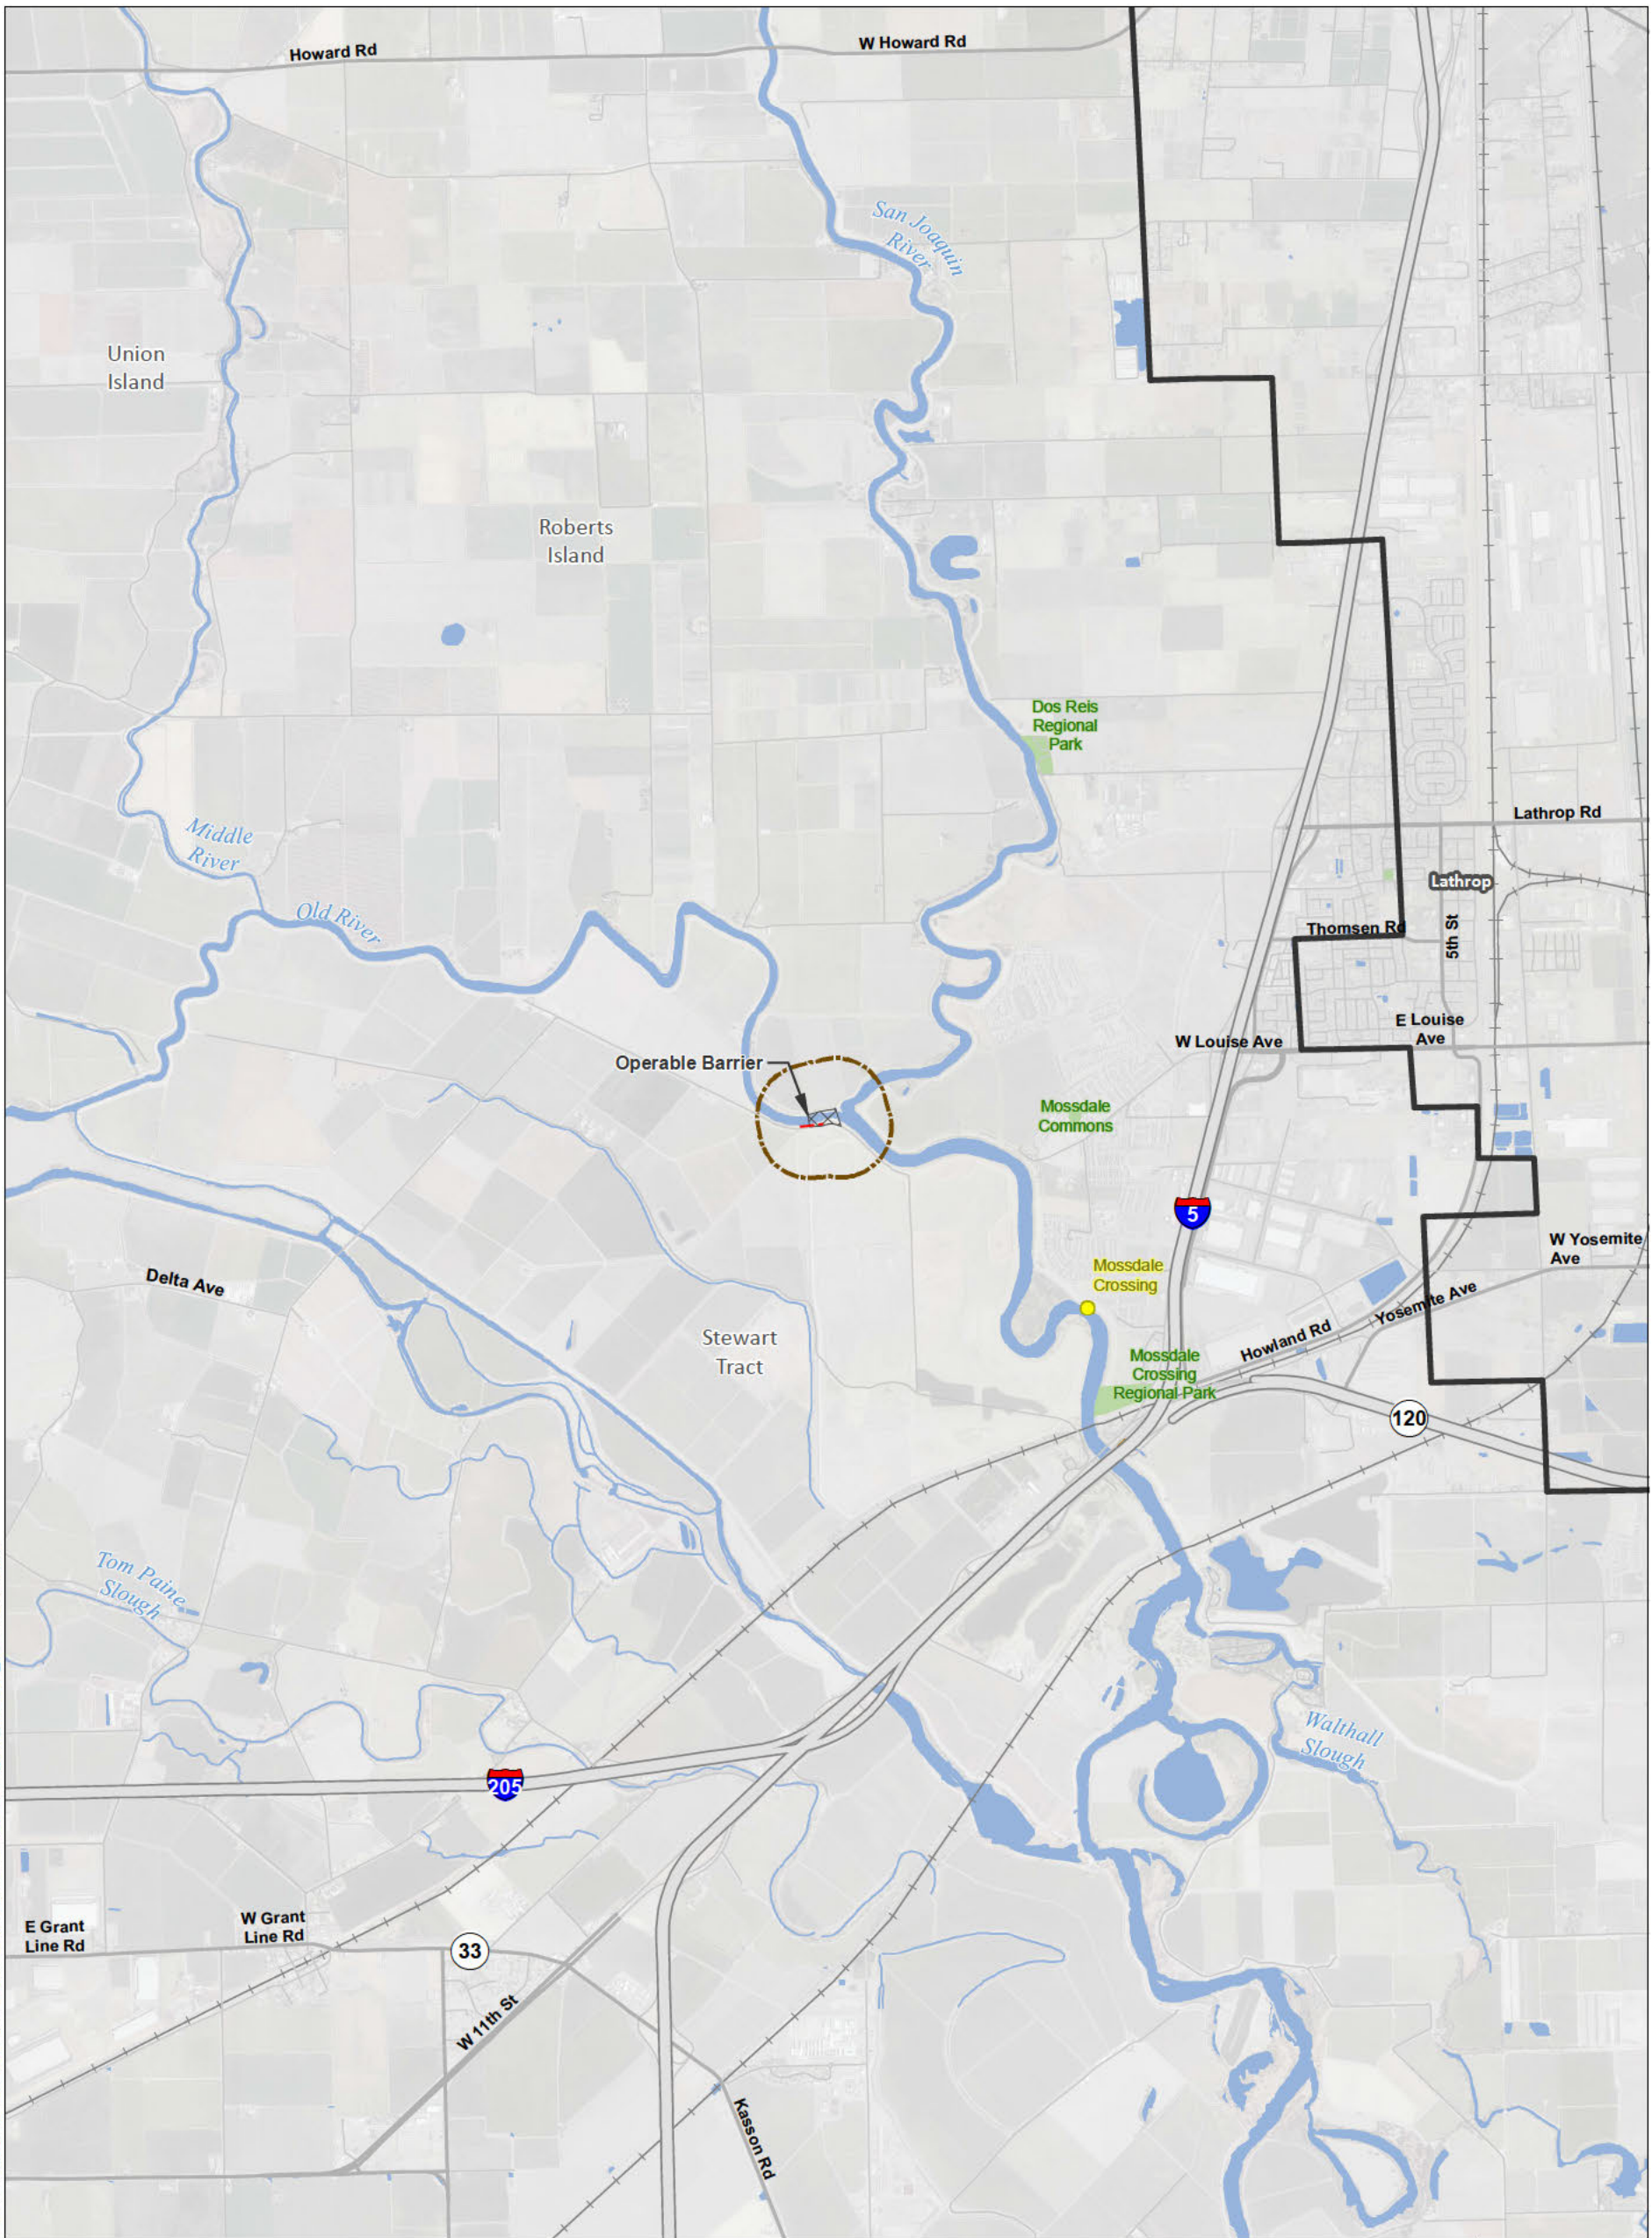 Howard Rd
W Howard Rd
San Joaquin
River
Union
Island
Roberts
Island
Dos Reis
Regional
Park
Lathrop Rd
Middle
River
Lathrop
Old River
Thomsen Rd
5th St
E Louise
Ave
W Louise Ave
Operable Barrier
Mossdale
Commons
5
W Yosemite
Ave
Mossdale
Crossing
Delta Ave
Yosemite Ave
Stewart
Tract
Howland Rd
Mossdale
Crossing
Regional Park
120
Tom Paine
Slough
Walthall
Slough
205
E Grant
Line Rd
W Grant
Line Rd
33
W 11th St
Kasson Rd